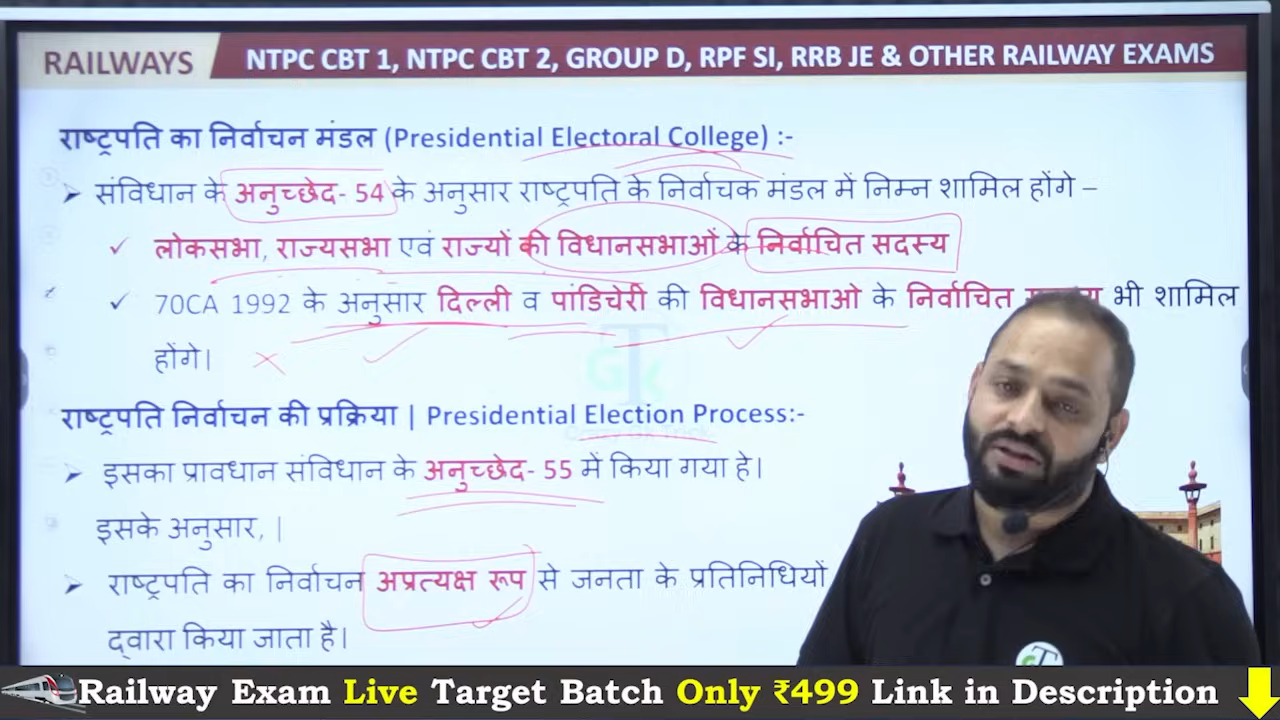 RAILWAYS
NTPC CBT 1, NTPC CBT 2, GROUP D, RPF SI, RRB JE & OTHER RAILWAY EXAMS
राष्ट्रपति का निर्वाचन मंडल (Presidential Electoral College) :-
➤ संविधान के अनुच्छेद- 54 के अनुसार राष्ट्रपति के निर्वाचक मंडल में निम्न शामिल होंगे –
✓ लोकसभा, राज्यसभा एवं राज्यों की विधानसभाओं के निर्वाचित सदस्य
✓ 70CA 1992 के अनुसार दिल्ली व पांडिचेरी की विधानसभाओ के निर्वाचित भी शामिल
होंगे।
राष्ट्रपति निर्वाचन की प्रक्रिया | Presidential Election Process:-
➤ इसका प्रावधान संविधान के अनुच्छेद- 55 में किया गया हे।
इसके अनुसार, |
➤ राष्ट्रपति का निर्वाचन अप्रत्यक्ष रूप से जनता के प्रतिनिधियों
द्वारा किया जाता है।
Railway Exam Live Target Batch Only ₹499 Link in Description